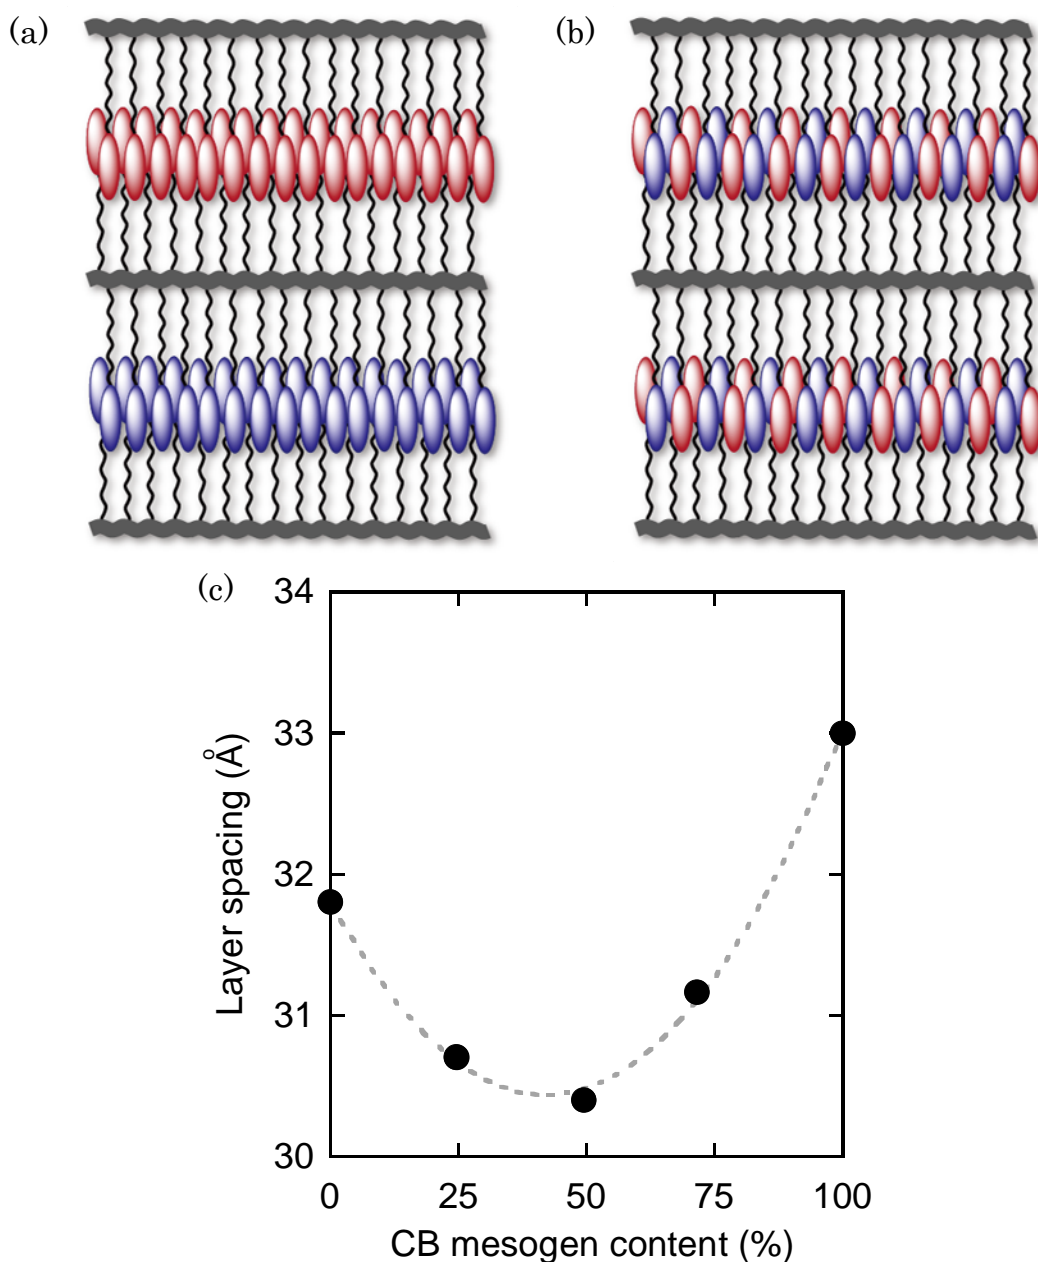 (a)
(b)
(c)
34
33
32
31
30
Layer spacing (Å)
0 25 50 75 100
CB mesogen content (%)